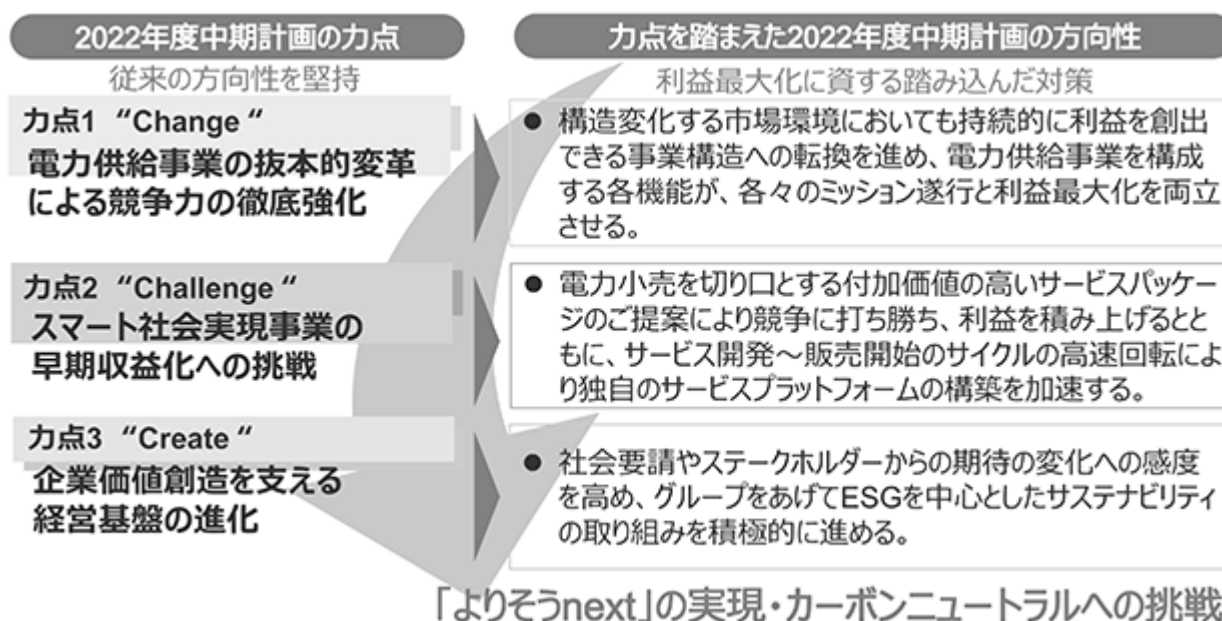 2022年度中期計画の力点
従来の方向性を堅持
力点1 “Change“
電力供給事業の抜本的変革
による競争力の徹底強化
力点2 “Challenge“
スマート社会実現事業の
早期収益化への挑戦
力点3 “Create“
企業価値創造を支える
経営基盤の進化
力点を踏まえた2022年度中期計画の方向性
利益最大化に資する踏み込んだ対策
● 構造変化する市場環境においても持続的に利益を創出
できる事業構造への転換を進め、電力供給事業を構成
する各機能が、各々のミッション遂行と利益最大化を両立
させる。
● 電力小売を切り口とする付加価値の高いサービスパッケー
ジのご提案により競争に打ち勝ち、利益を積み上げるとと
もに、サービス開発～販売開始のサイクルの高速回転によ
り独自のサービスプラットフォームの構築を加速する。
● 社会要請やステークホルダーからの期待の変化への感度
を高め、グループをあげてESGを中心としたサステナビリティ
の取り組みを積極的に進める。
「よりそうnext」の実現・カーボンニュートラルへの挑戦